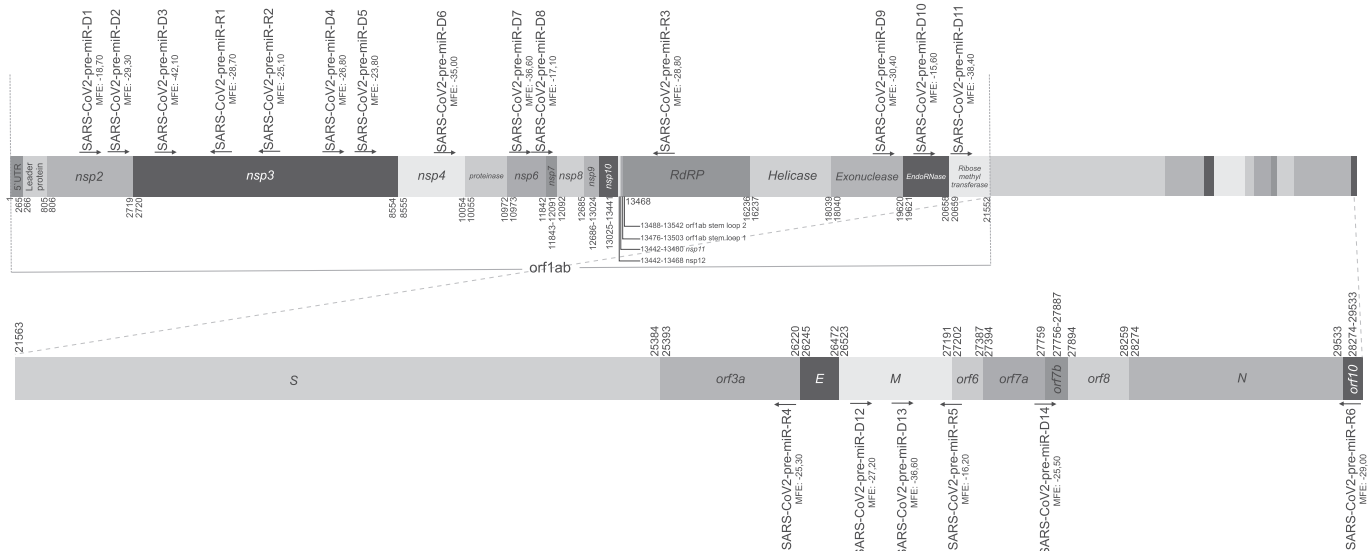 SARS-CoV2-pre-miR-D1
MFE: -18,70
SARS-CoV2-pre-miR-D2
MFE: -29,30
SARS-CoV2-pre-miR-D3
MFE: -42,10
SARS-CoV2-pre-miR-R1
MFE: -28,70
SARS-CoV2-pre-miR-R2
MFE: -25,10
SARS-CoV2-pre-miR-D4
MFE: -26,80
SARS-CoV2-pre-miR-D5
MFE: -23,80
SARS-CoV2-pre-miR-D6
MFE: -35,00
SARS-CoV2-pre-miR-D7
MFE: -36,60
SARS-CoV2-pre-miR-D8
MFE: -17,10
SARS-CoV2-pre-miR-R3
MFE: -28,80
SARS-CoV2-pre-miR-D9
MFE: -30,40
SARS-CoV2-pre-miR-D10
MFE: -15,60
SARS-CoV2-pre-miR-D11
MFE: -38,40
5´UTR
Leader
protein
nsp2
nsp3
nsp4
proteinase
nsp6
nsp7
nsp8
nsp9
nsp10
RdRP
Helicase
Exonuclease
EndoRNase
Ribose
methyl
transferase
1
265
266
805
806
2719
2720
8554
8555
10054
10055
10972
10973
11842
11843-12091
12092
12685
12686-13024
13025-13441
13468
16236
16237
18039
18040
19620
19621
20658
20659
21552
13488-13542 orf1ab stem loop 2
13476-13503 orf1ab stem loop 1
13442-13480 nsp11
13442-13468 nsp12
orf1ab
21563
25384
25393
26220
26245
26472
26523
27191
27202
27387
27394
27759
27756-27887
27894
28259
28274
29533
28274-29533
S
orf3a
E
M
orf6
orf7a
orf7b
orf8
N
orf10
SARS-CoV2-pre-miR-R4
MFE: -25,30
SARS-CoV2-pre-miR-D12
MFE: -27,20
SARS-CoV2-pre-miR-D13
MFE: -36,60
SARS-CoV2-pre-miR-R5
MFE: -16,20
SARS-CoV2-pre-miR-D14
MFE: -25,50
SARS-CoV2-pre-miR-R6
MFE: -29,00